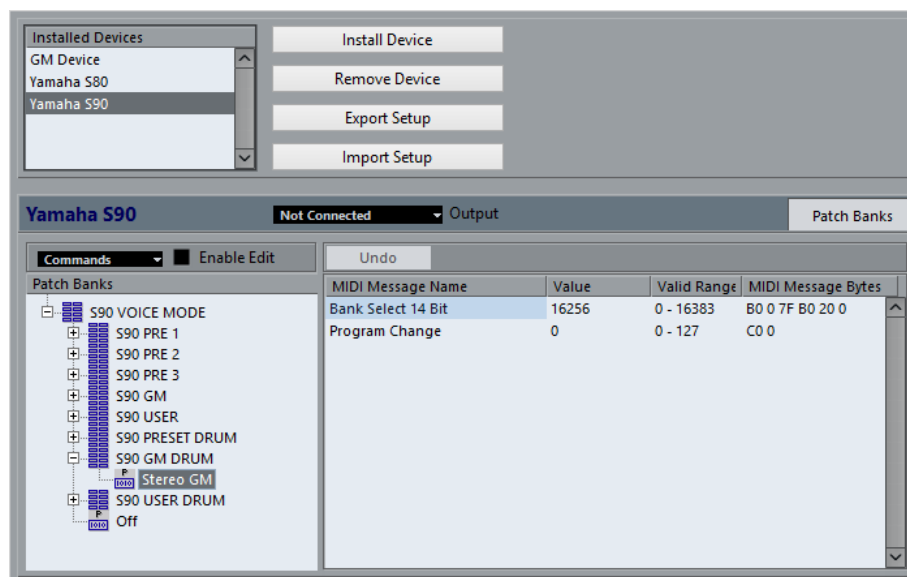 Installed Devices
GM Device
Yamaha S80
Yamaha S90
Install Device
Remove Device
Export Setup
Import Setup
Yamaha S90
Not Connected
Output
Patch Banks
Commands
Enable Edit
Undo
Patch Banks
S90 VOICE MODE
S90 PRE 1
S90 PRE 2
S90 PRE 3
S90 GM
S90 USER
S90 PRESET DRUM
S90 GM DRUM
Stereo GM
S90 USER DRUM
Off
MIDI Message Name Value Valid Range MIDI Message Bytes
Bank Select 14 Bit 16256 0 - 16383 B0 0 7F B0 20 0
Program Change 0 0 - 127 C0 0